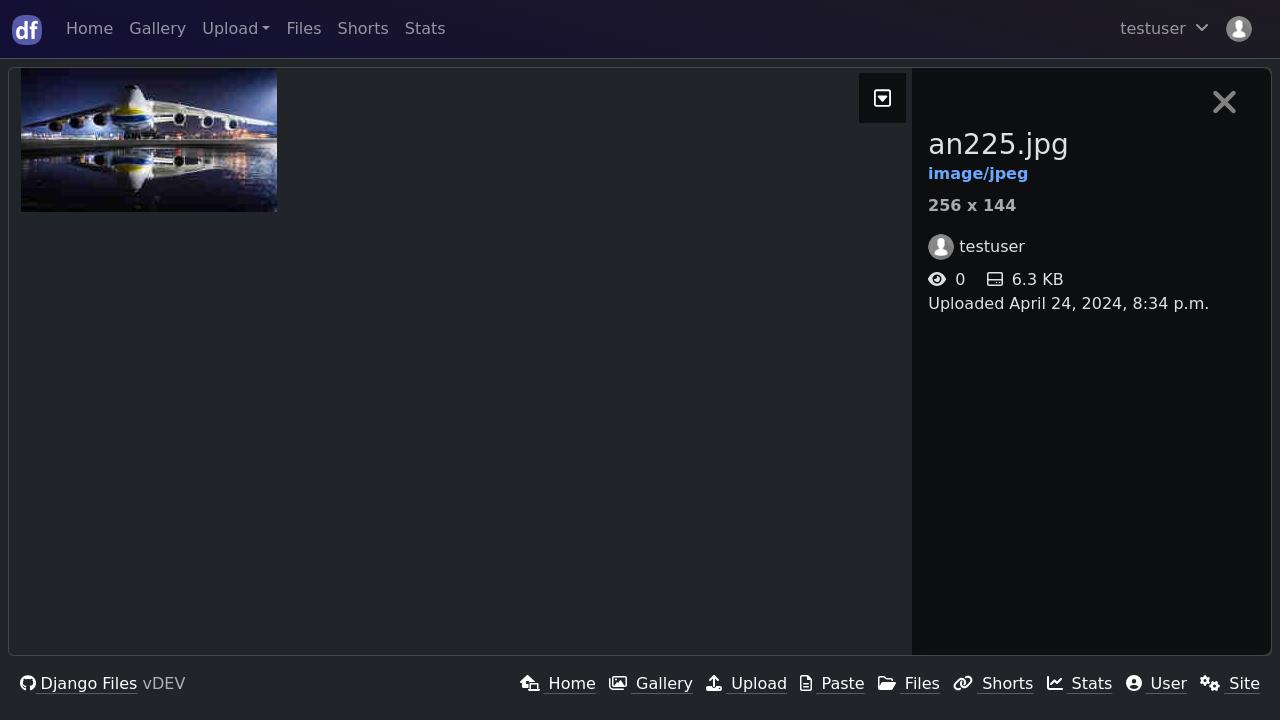 df Home Gallery Upload Files Shorts Stats testuser
an225.jpg
image/jpeg
256 x 144
testuser
0 6.3 KB
Uploaded April 24, 2024, 8:34 p.m.
Django Files vDEV Home Gallery Upload Paste Files Shorts Stats User Site